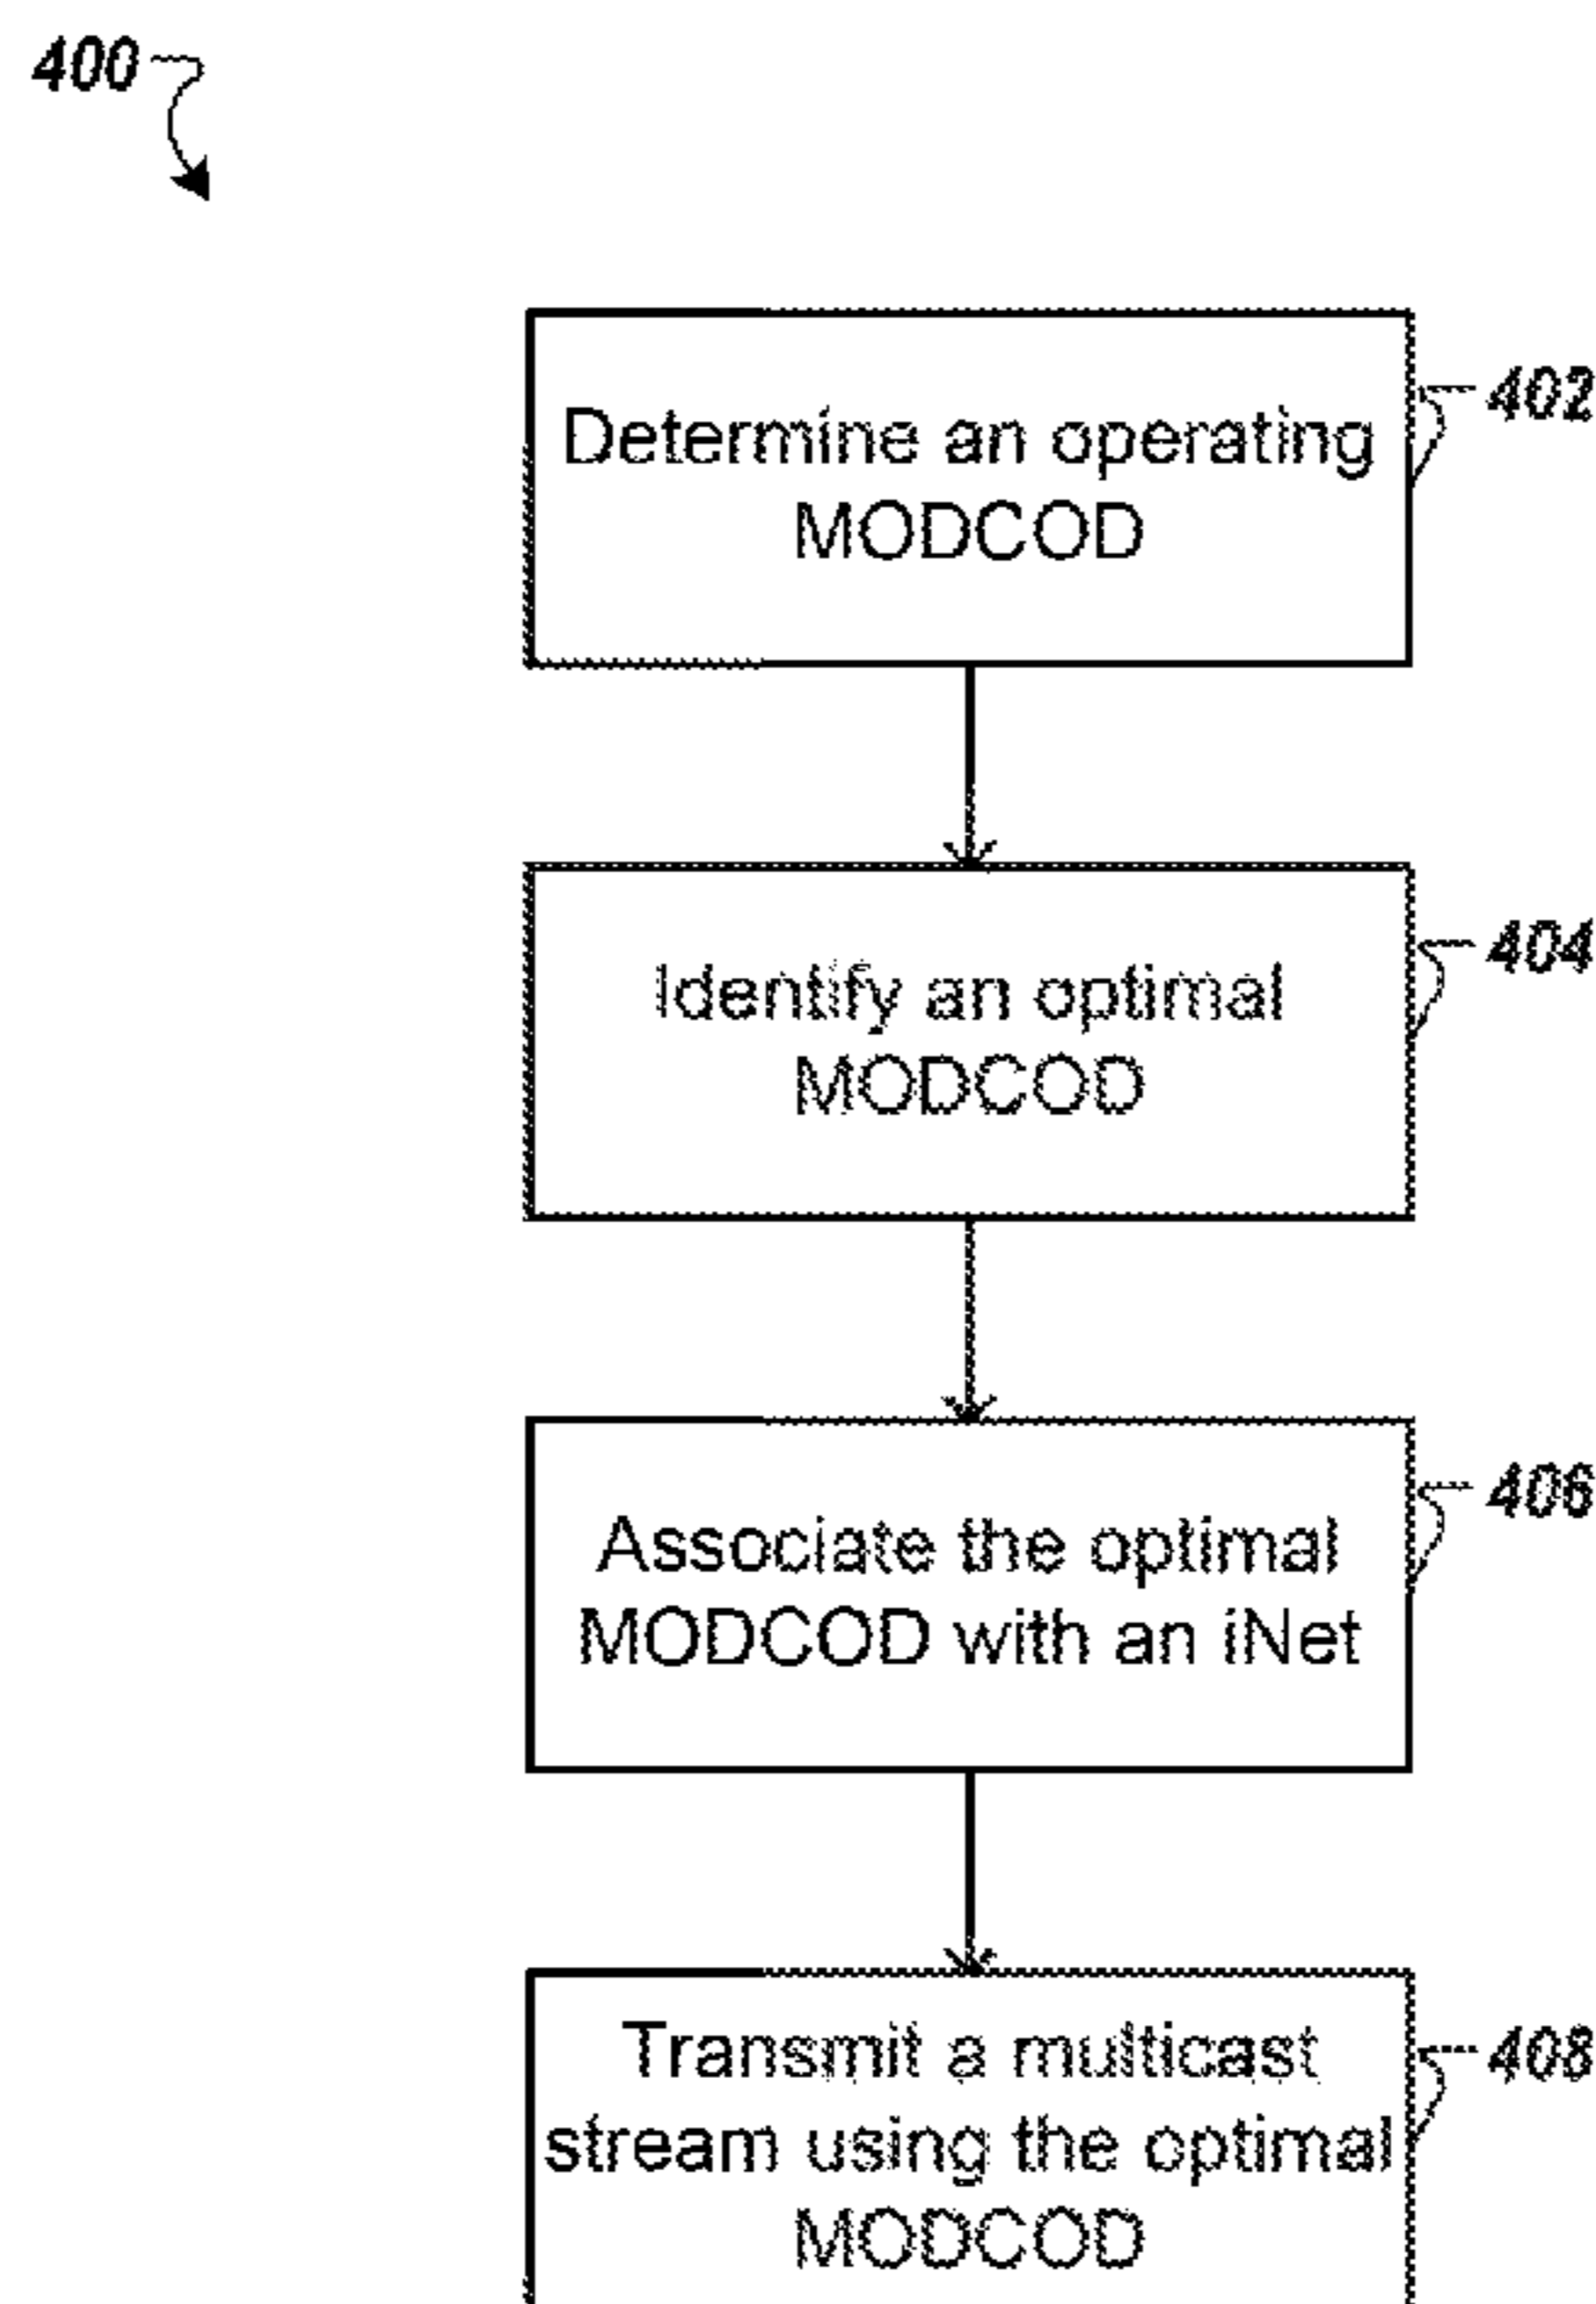 400
Determine an operating
MODCOD
402
Identify an optimal
MODCOD
404
Associate the optimal
MODCOD with an iNet
406
Transmit a multicast
stream using the optimal
MODCOD
408